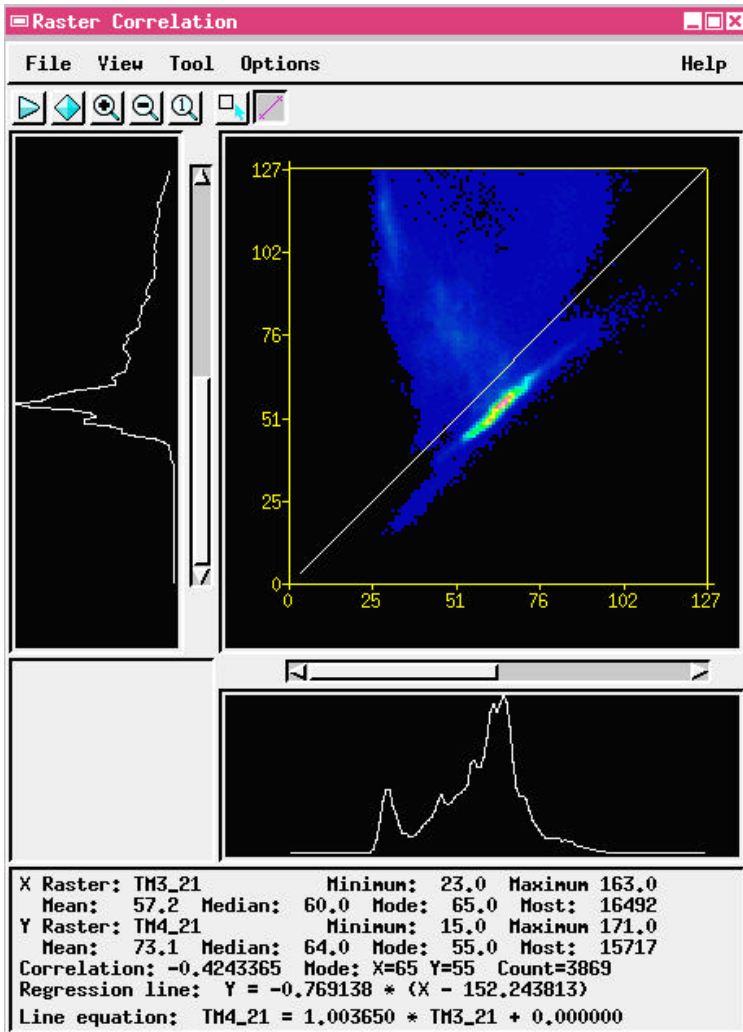 Raster Correlation
File View Tool Options Help
1
127
102
76
51
25
0
0 25 51 76 102 127
X Raster: TM3_21 Minimum: 23.0 Maximum 163.0
Mean: 57.2 Median: 60.0 Mode: 65.0 Most: 16492
Y Raster: TM4_21 Minimum: 15.0 Maximum 171.0
Mean: 73.1 Median: 64.0 Mode: 55.0 Most: 15717
Correlation: -0.4243365 Mode: X=65 Y=55 Count=3869
Regression line: Y = -0.769138 * (X - 152.243813)
Line equation: TM4_21 = 1.003650 * TM3_21 + 0.000000